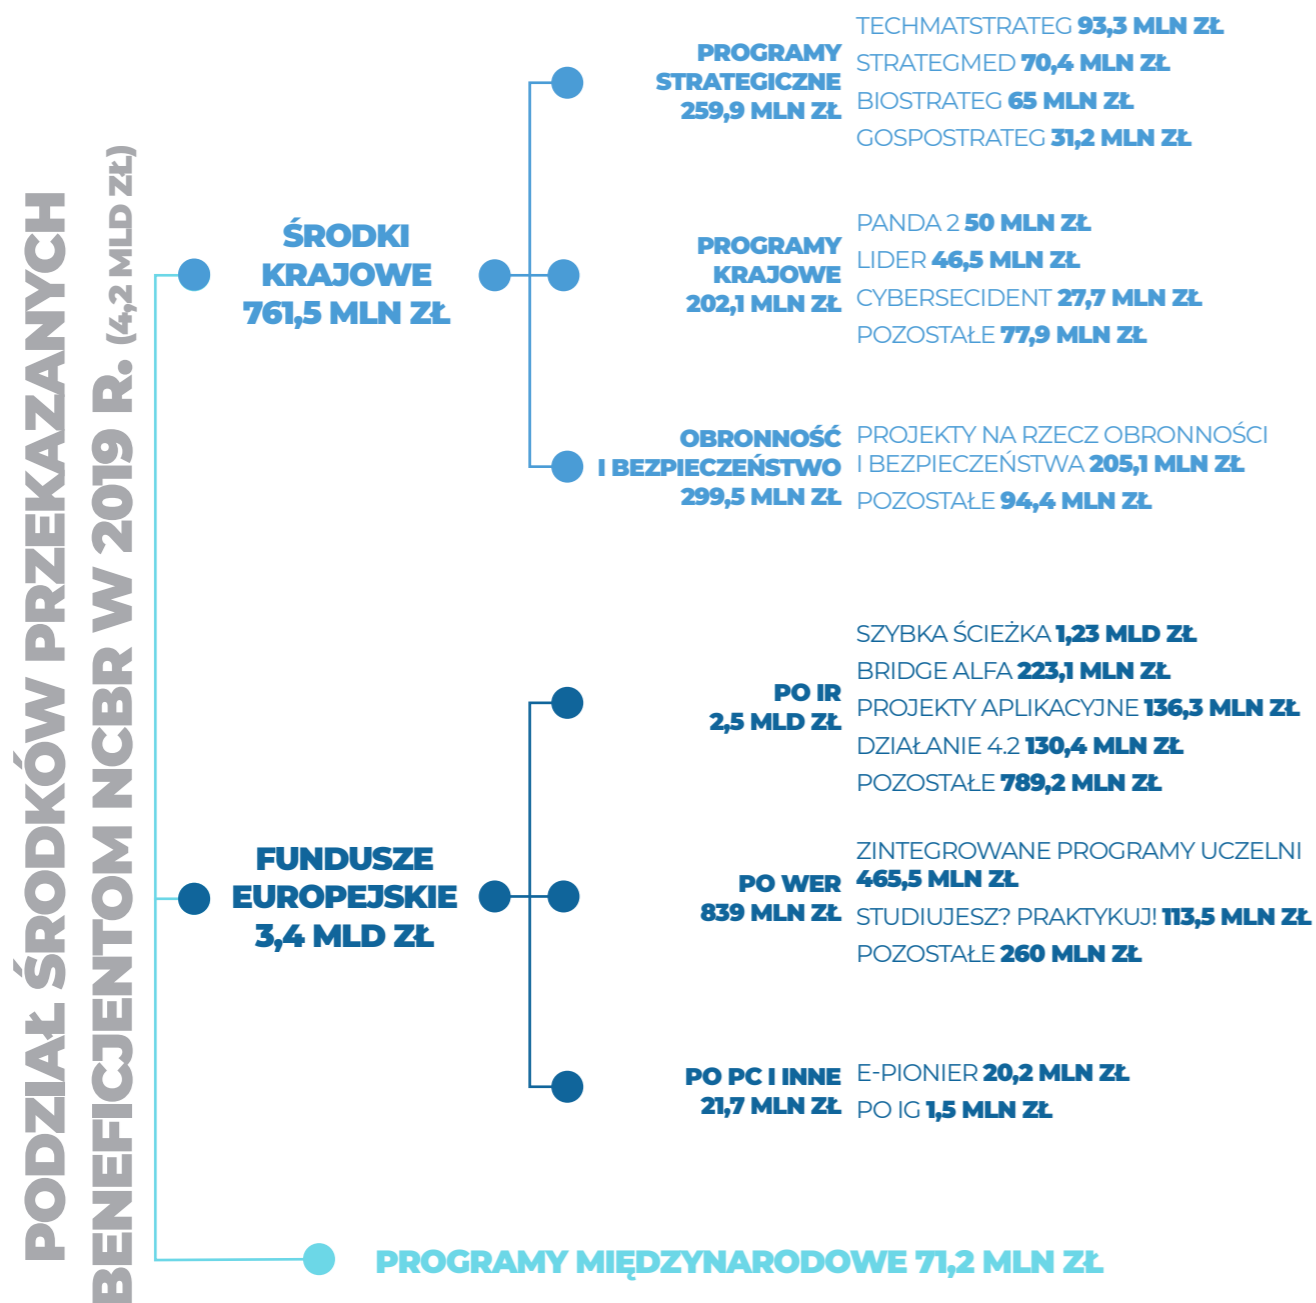 PODZIAŁ ŚRODKÓW PRZEKAZANYCH
BENEFICJENTOM NCBR W 2019 R. (4,2 MLD ZŁ)
ŚRODKI
KRAJOWE
761,5 MLN ZŁ
PROGRAMY
STRATEGICZNE
259,9 MLN ZŁ
TECHMATSTRATEG 93,3 MLN ZŁ
STRATEGMED 70,4 MLN ZŁ
BIOSTRATEG 65 MLN ZŁ
GOSPOSTRATEG 31,2 MLN ZŁ
PROGRAMY
KRAJOWE
202,1 MLN ZŁ
PANDA 2 50 MLN ZŁ
LIDER 46,5 MLN ZŁ
CYBERSECIDENT 27,7 MLN ZŁ
POZOSTAŁE 77,9 MLN ZŁ
OBRONNOŚĆ
I BEZPIECZEŃSTWO
299,5 MLN ZŁ
PROJEKTY NA RZECZ OBRONNOŚCI
I BEZPIECZEŃSTWA 205,1 MLN ZŁ
POZOSTAŁE 94,4 MLN ZŁ
FUNDUSZE
EUROPEJSKIE
3,4 MLD ZŁ
PO IR
2,5 MLD ZŁ
SZYBKA ŚCIEŻKA 1,23 MLD ZŁ
BRIDGE ALFA 223,1 MLN ZŁ
PROJEKTY APLIKACYJNE 136,3 MLN ZŁ
DZIAŁANIE 4.2 130,4 MLN ZŁ
POZOSTAŁE 789,2 MLN ZŁ
PO WER
839 MLN ZŁ
ZINTEGROWANE PROGRAMY UCZELNI
465,5 MLN ZŁ
STUDIUJESZ? PRAKTYKUJ! 113,5 MLN ZŁ
POZOSTAŁE 260 MLN ZŁ
PO PC I INNE
21,7 MLN ZŁ
E-PIONIER 20,2 MLN ZŁ
PO IG 1,5 MLN ZŁ
PROGRAMY MIĘDZYNARODOWE 71,2 MLN ZŁ